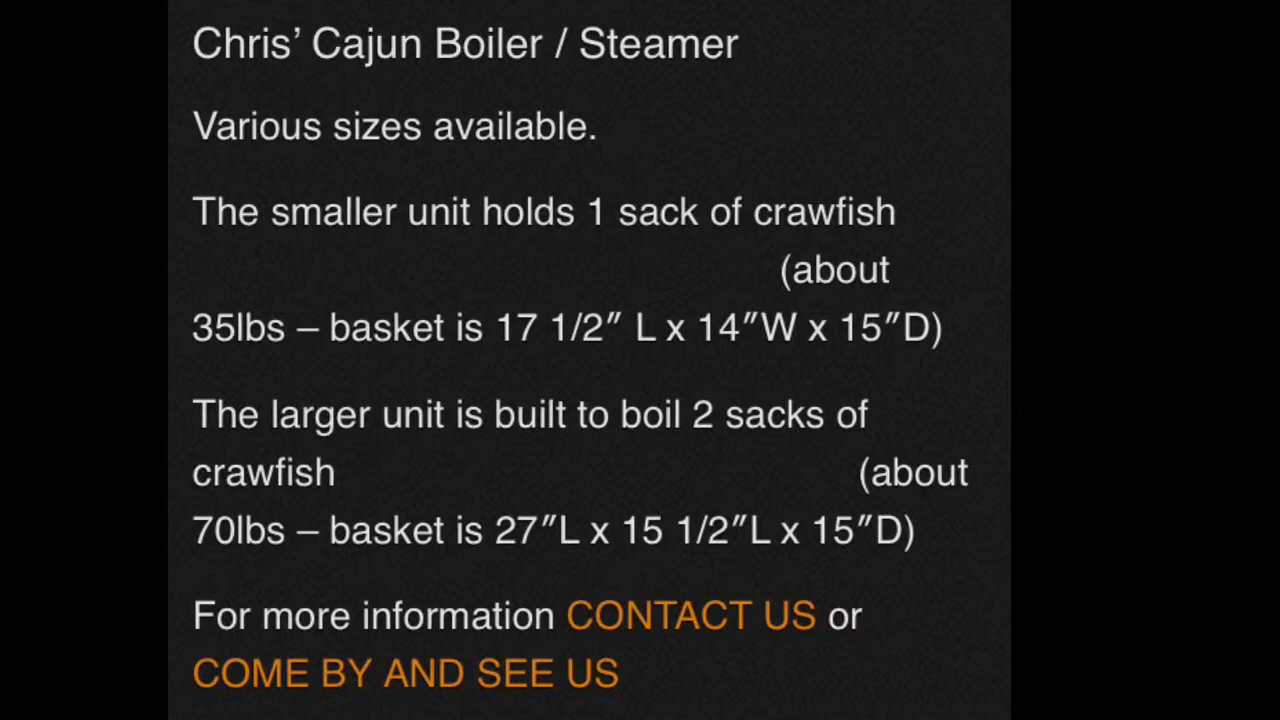 Chris’ Cajun Boiler / Steamer
Various sizes available.
The smaller unit holds 1 sack of crawfish
(about
35lbs – basket is 17 1/2″ L x 14″W x 15″D)
The larger unit is built to boil 2 sacks of
crawfish (about
70lbs – basket is 27″L x 15 1/2″L x 15″D)
For more information CONTACT US or
COME BY AND SEE US